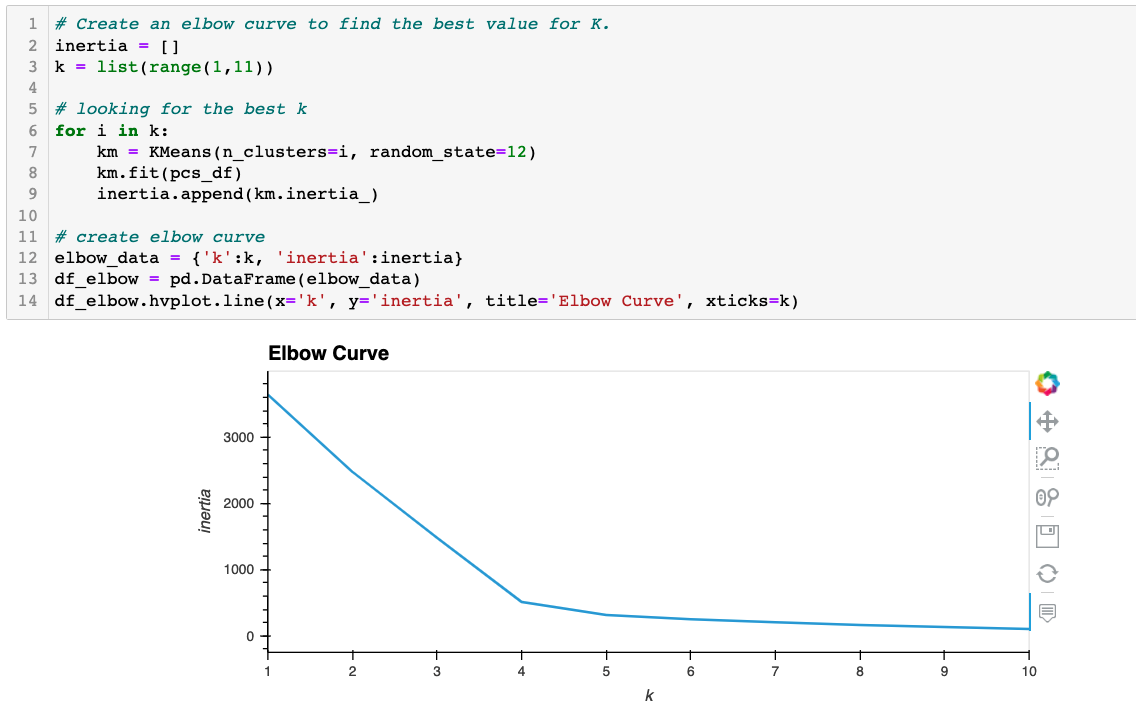 1 # Create an elbow curve to find the best value for K.
2 inertia = []
3 k = list(range(1,11))
4
5 # looking for the best k
6 for i in k:
7     km = KMeans(n_clusters=i, random_state=12)
8     km.fit(pcs_df)
9     inertia.append(km.inertia_)
10
11 # create elbow curve
12 elbow_data = {'k':k, 'inertia':inertia}
13 df_elbow = pd.DataFrame(elbow_data)
14 df_elbow.hvplot.line(x='k', y='inertia', title='Elbow Curve', xticks=k)
Elbow Curve
3000
2000
1000
0
inertia
1 2 3 4 5 6 7 8 9 10
k